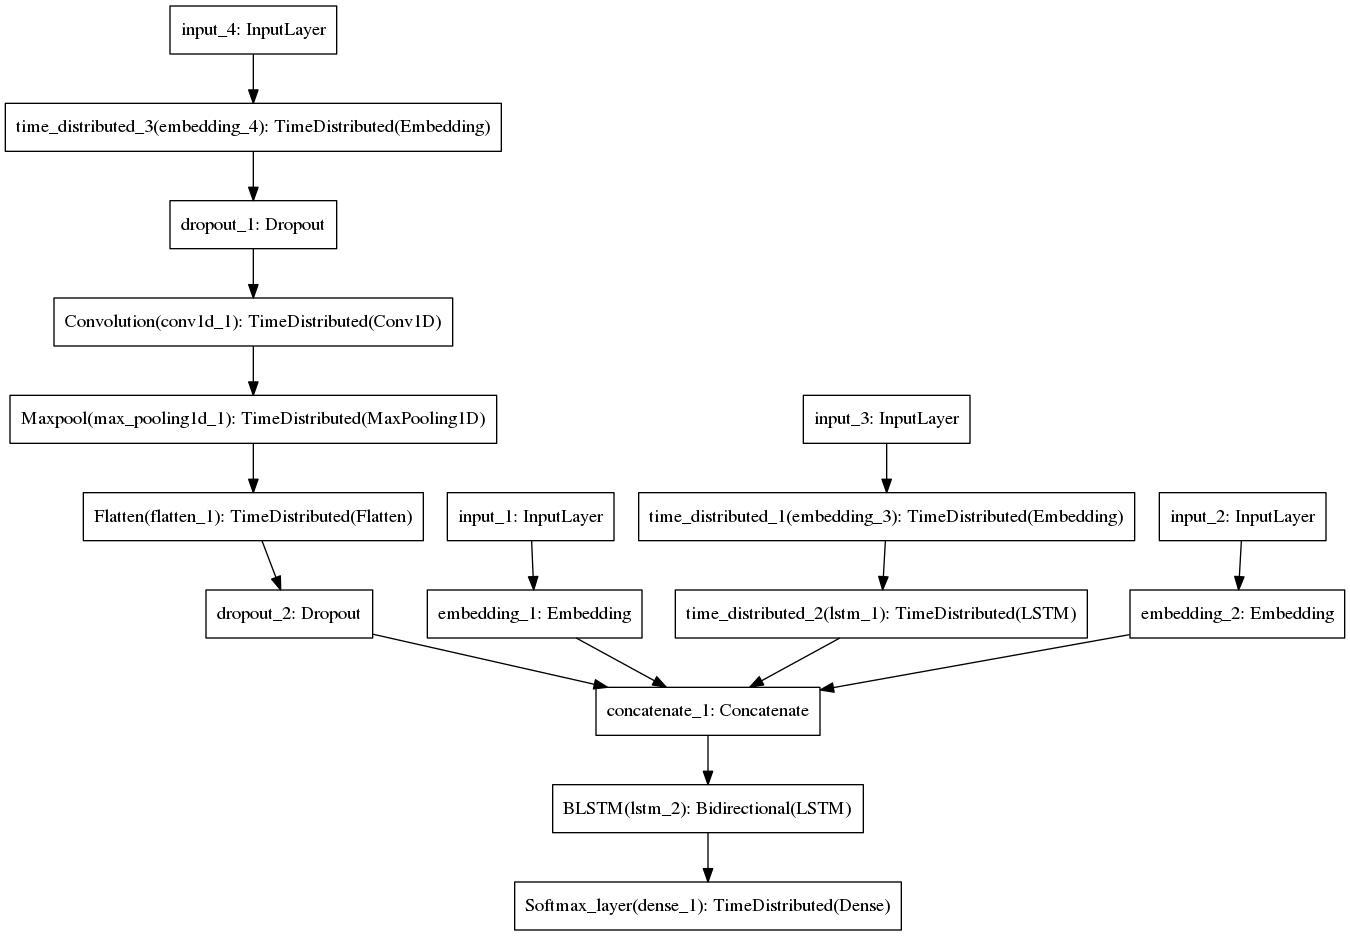 input_4: InputLayer
time_distributed_3(embedding_4): TimeDistributed(Embedding)
dropout_1: Dropout
Convolution(conv1d_1): TimeDistributed(Conv1D)
Maxpool(max_pooling1d_1): TimeDistributed(MaxPooling1D)
input_3: InputLayer
Flatten(flatten_1): TimeDistributed(Flatten)
input_1: InputLayer
time_distributed_1(embedding_3): TimeDistributed(Embedding)
input_2: InputLayer
dropout_2: Dropout
embedding_1: Embedding
time_distributed_2(lstm_1): TimeDistributed(LSTM)
embedding_2: Embedding
concatenate_1: Concatenate
BLSTM(lstm_2): Bidirectional(LSTM)
Softmax_layer(dense_1): TimeDistributed(Dense)